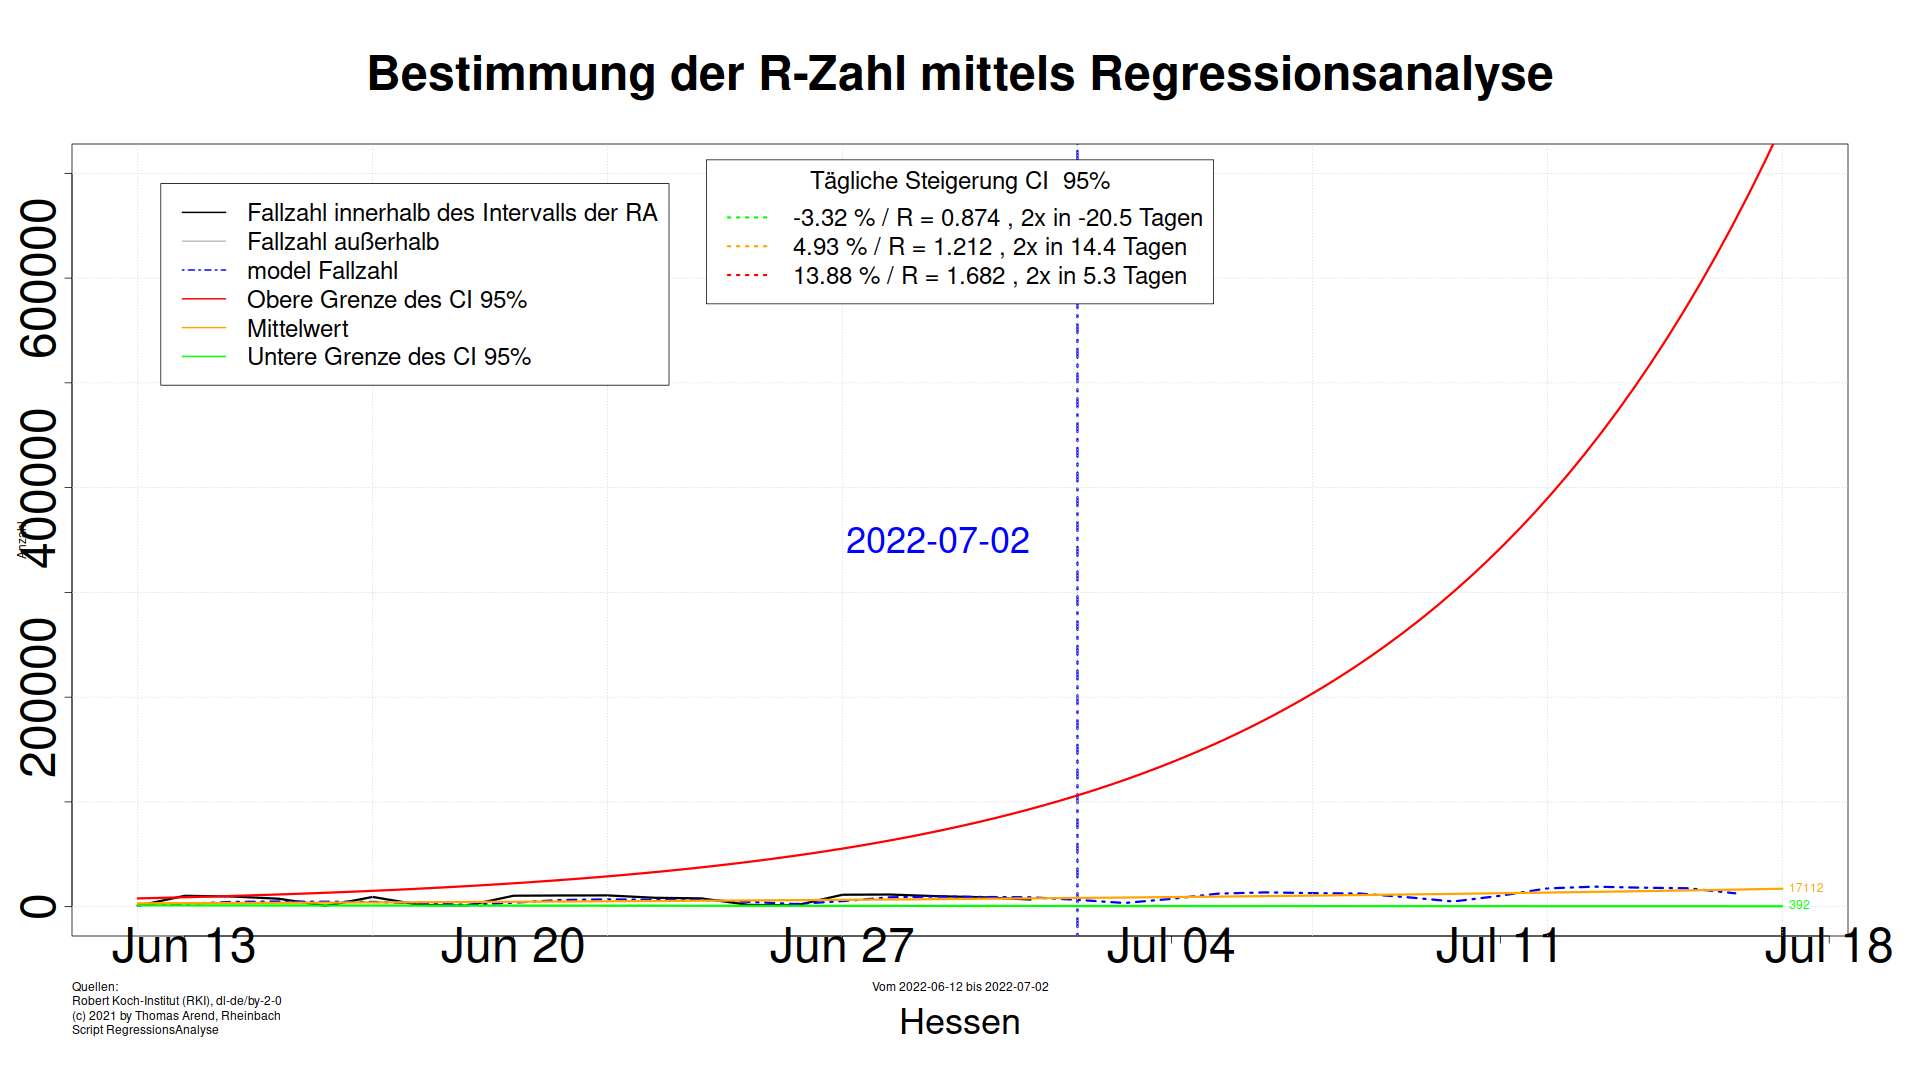 Bestimmung der R-Zahl mittels Regressionsanalyse
Fallzahl innerhalb des Intervalls der RA
Fallzahl außerhalb
model Fallzahl
Obere Grenze des CI 95%
Mittelwert
Untere Grenze des CI 95%
Tägliche Steigerung CI  95%
-3.32 % / R = 0.874 , 2x in -20.5 Tagen
4.93 % / R = 1.212 , 2x in 14.4 Tagen
13.88 % / R = 1.682 , 2x in 5.3 Tagen
600000
400000
200000
0
Anzahl
2022-07-02
17112
392
Jun 13
Jun 20
Jun 27
Jul 04
Jul 11
Jul 18
Quellen:
Robert Koch-Institut (RKI), dl-de/by-2-0
(c) 2021 by Thomas Arend, Rheinbach
Script RegressionsAnalyse
Vom 2022-06-12 bis 2022-07-02
Hessen